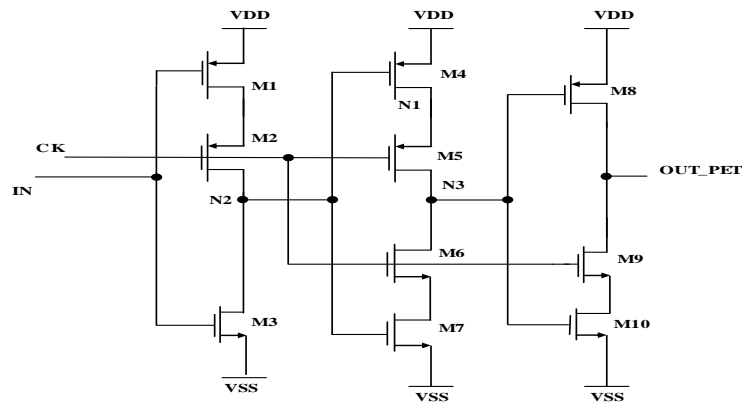 VDD
VDD
VDD
M1
M4
M8
N1
M2
CK
M5
OUT_PET
IN
N2
N3
M6
M9
M3
M7
M10
VSS
VSS
VSS